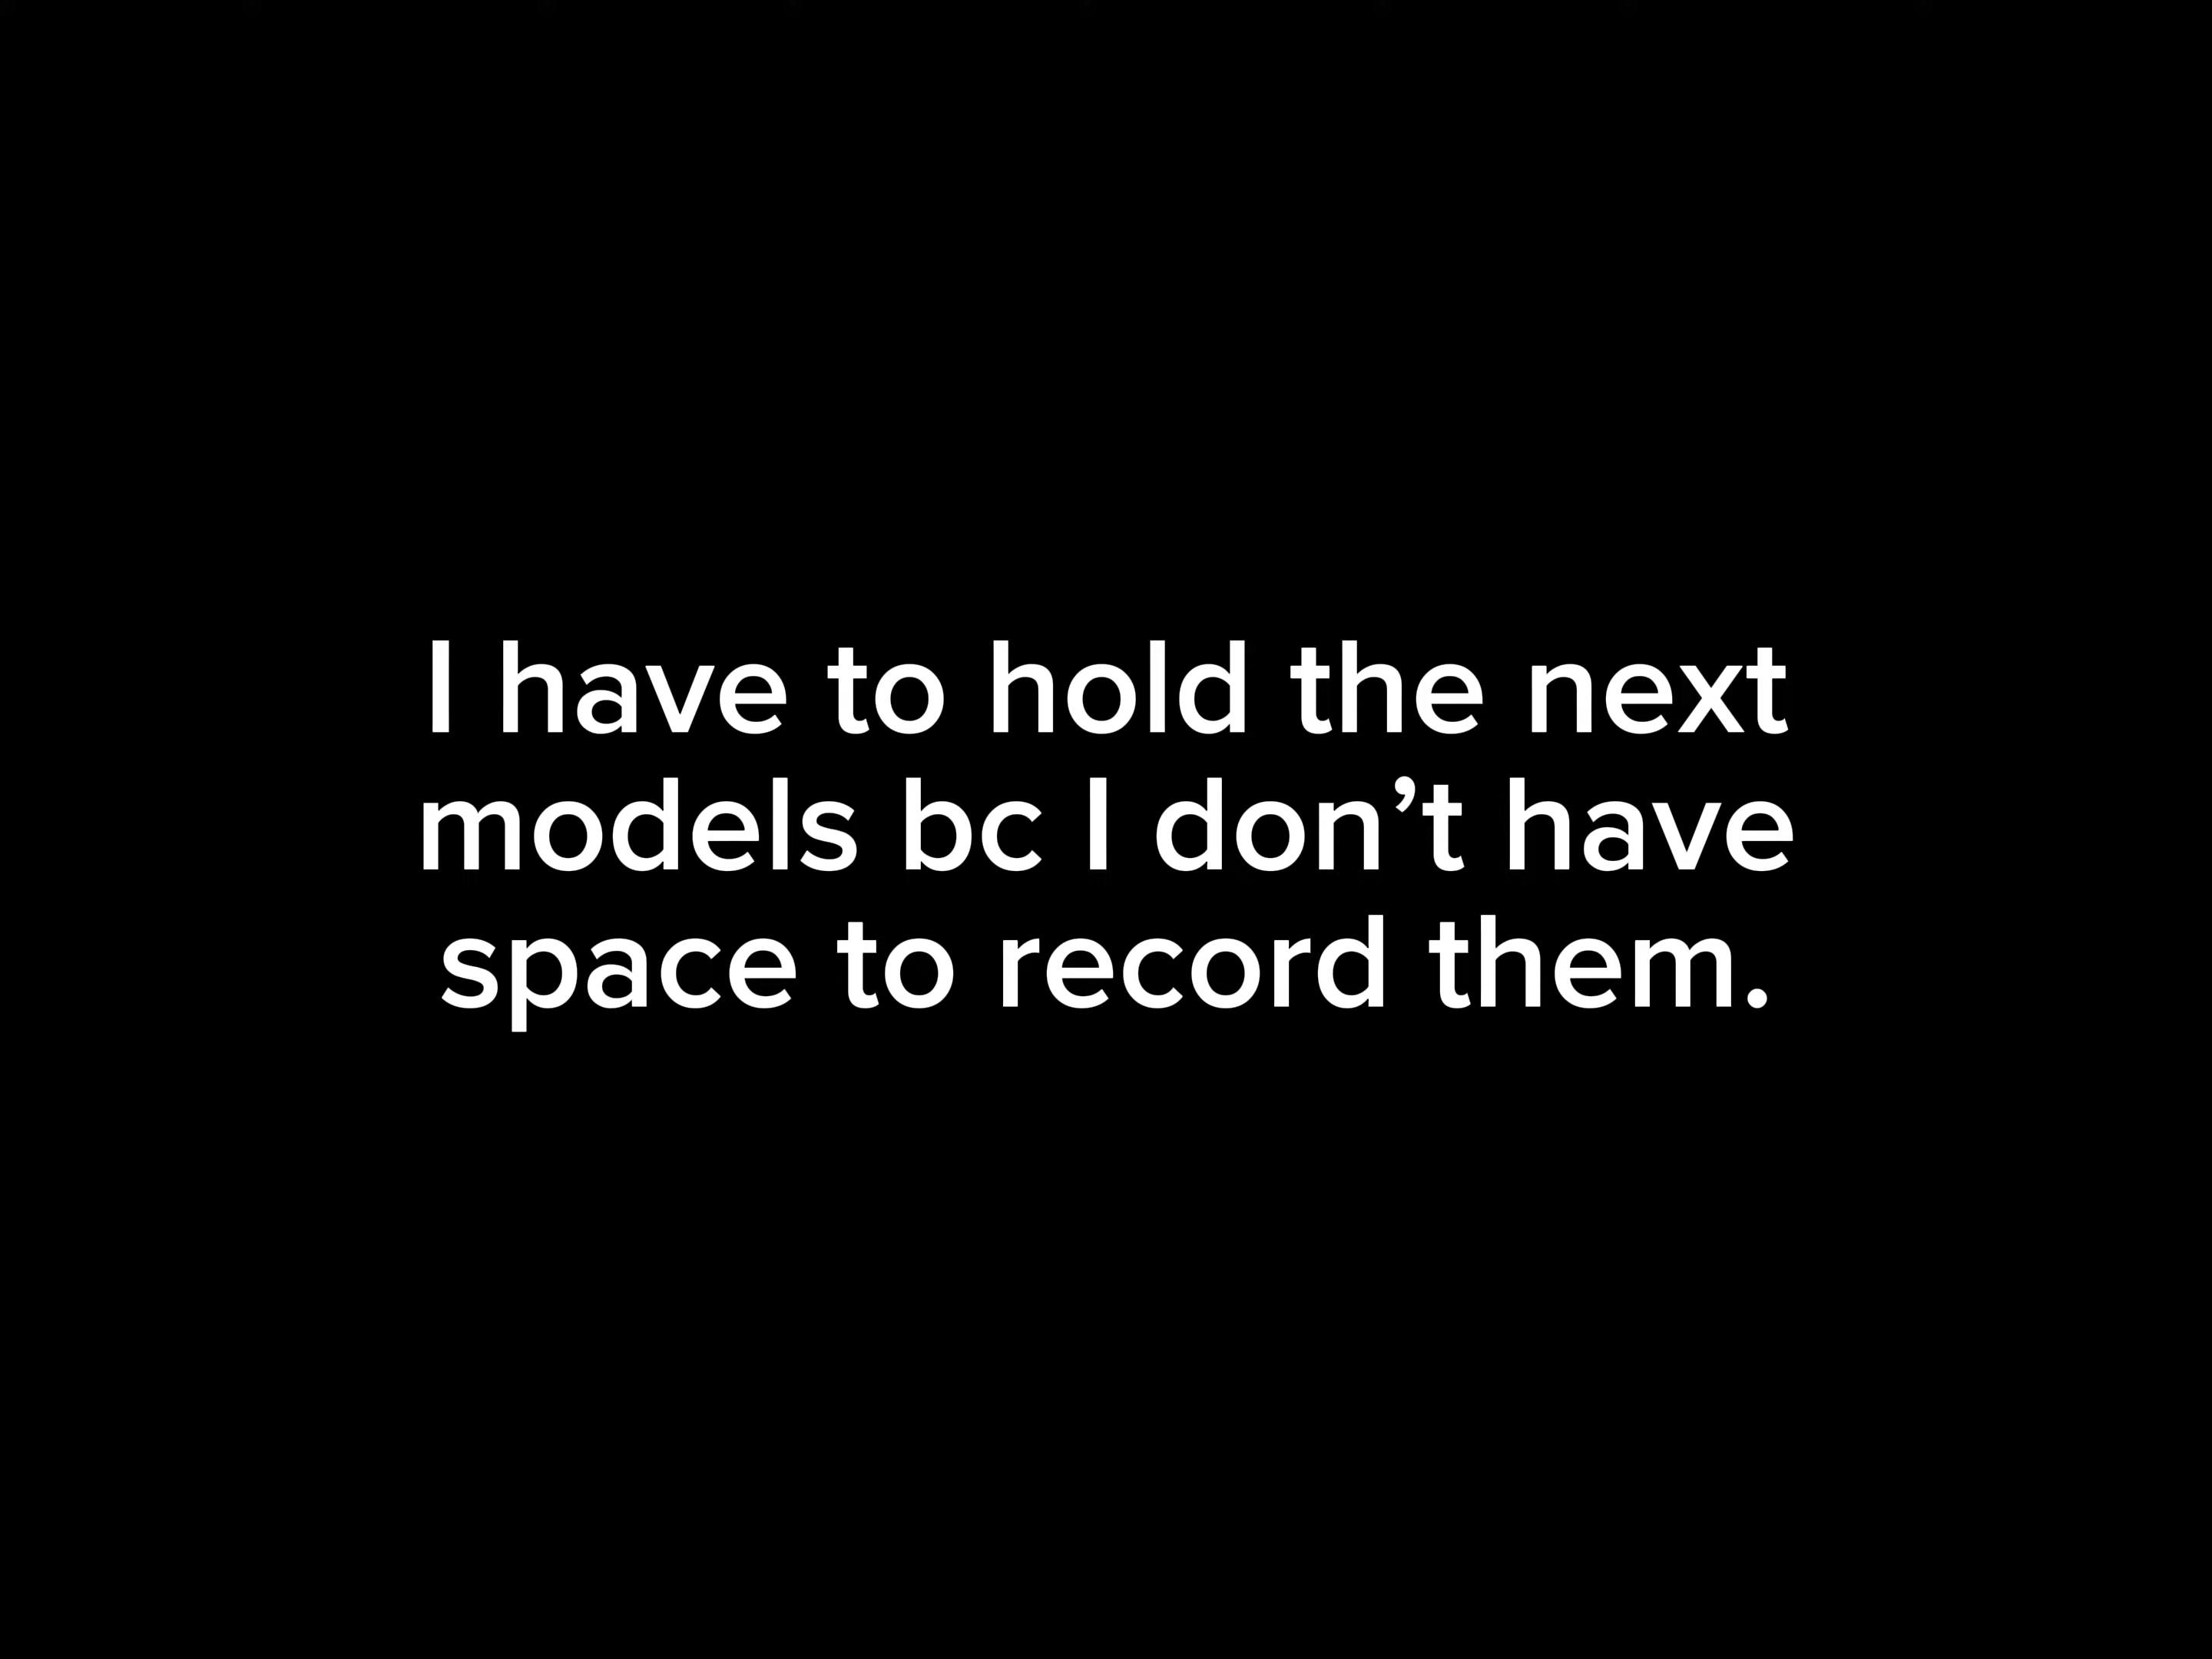 I have to hold the next
models bc I don’t have
space to record them.